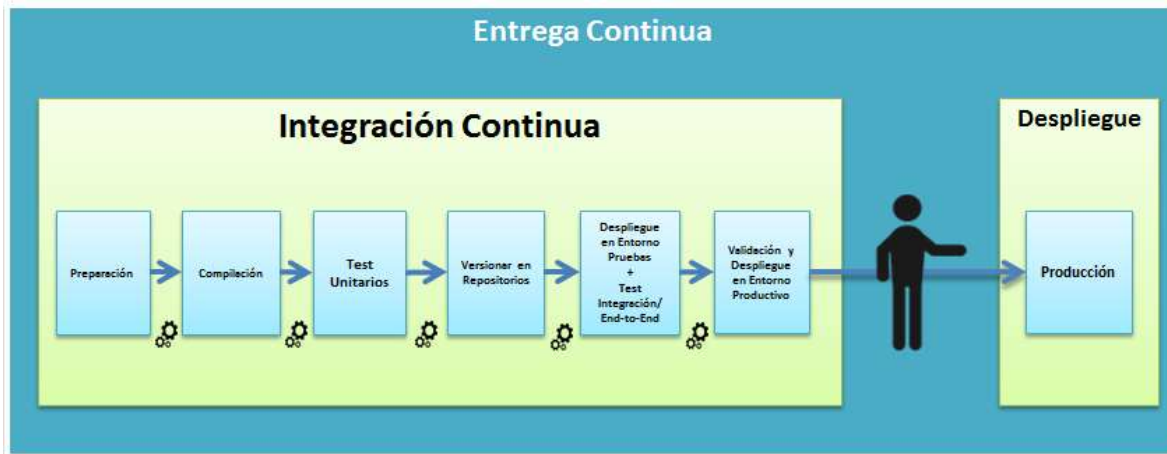 Entrega Continua
Integración Continua
Despliegue
Preparación
Compilación
Test
Unitarios
Versionar en
Repositorios
Despliegue
en Entorno
Pruebas
+
Test
Integración/
End-to-End
Validación y
Despliegue
en Entorno
Productivo
Producción